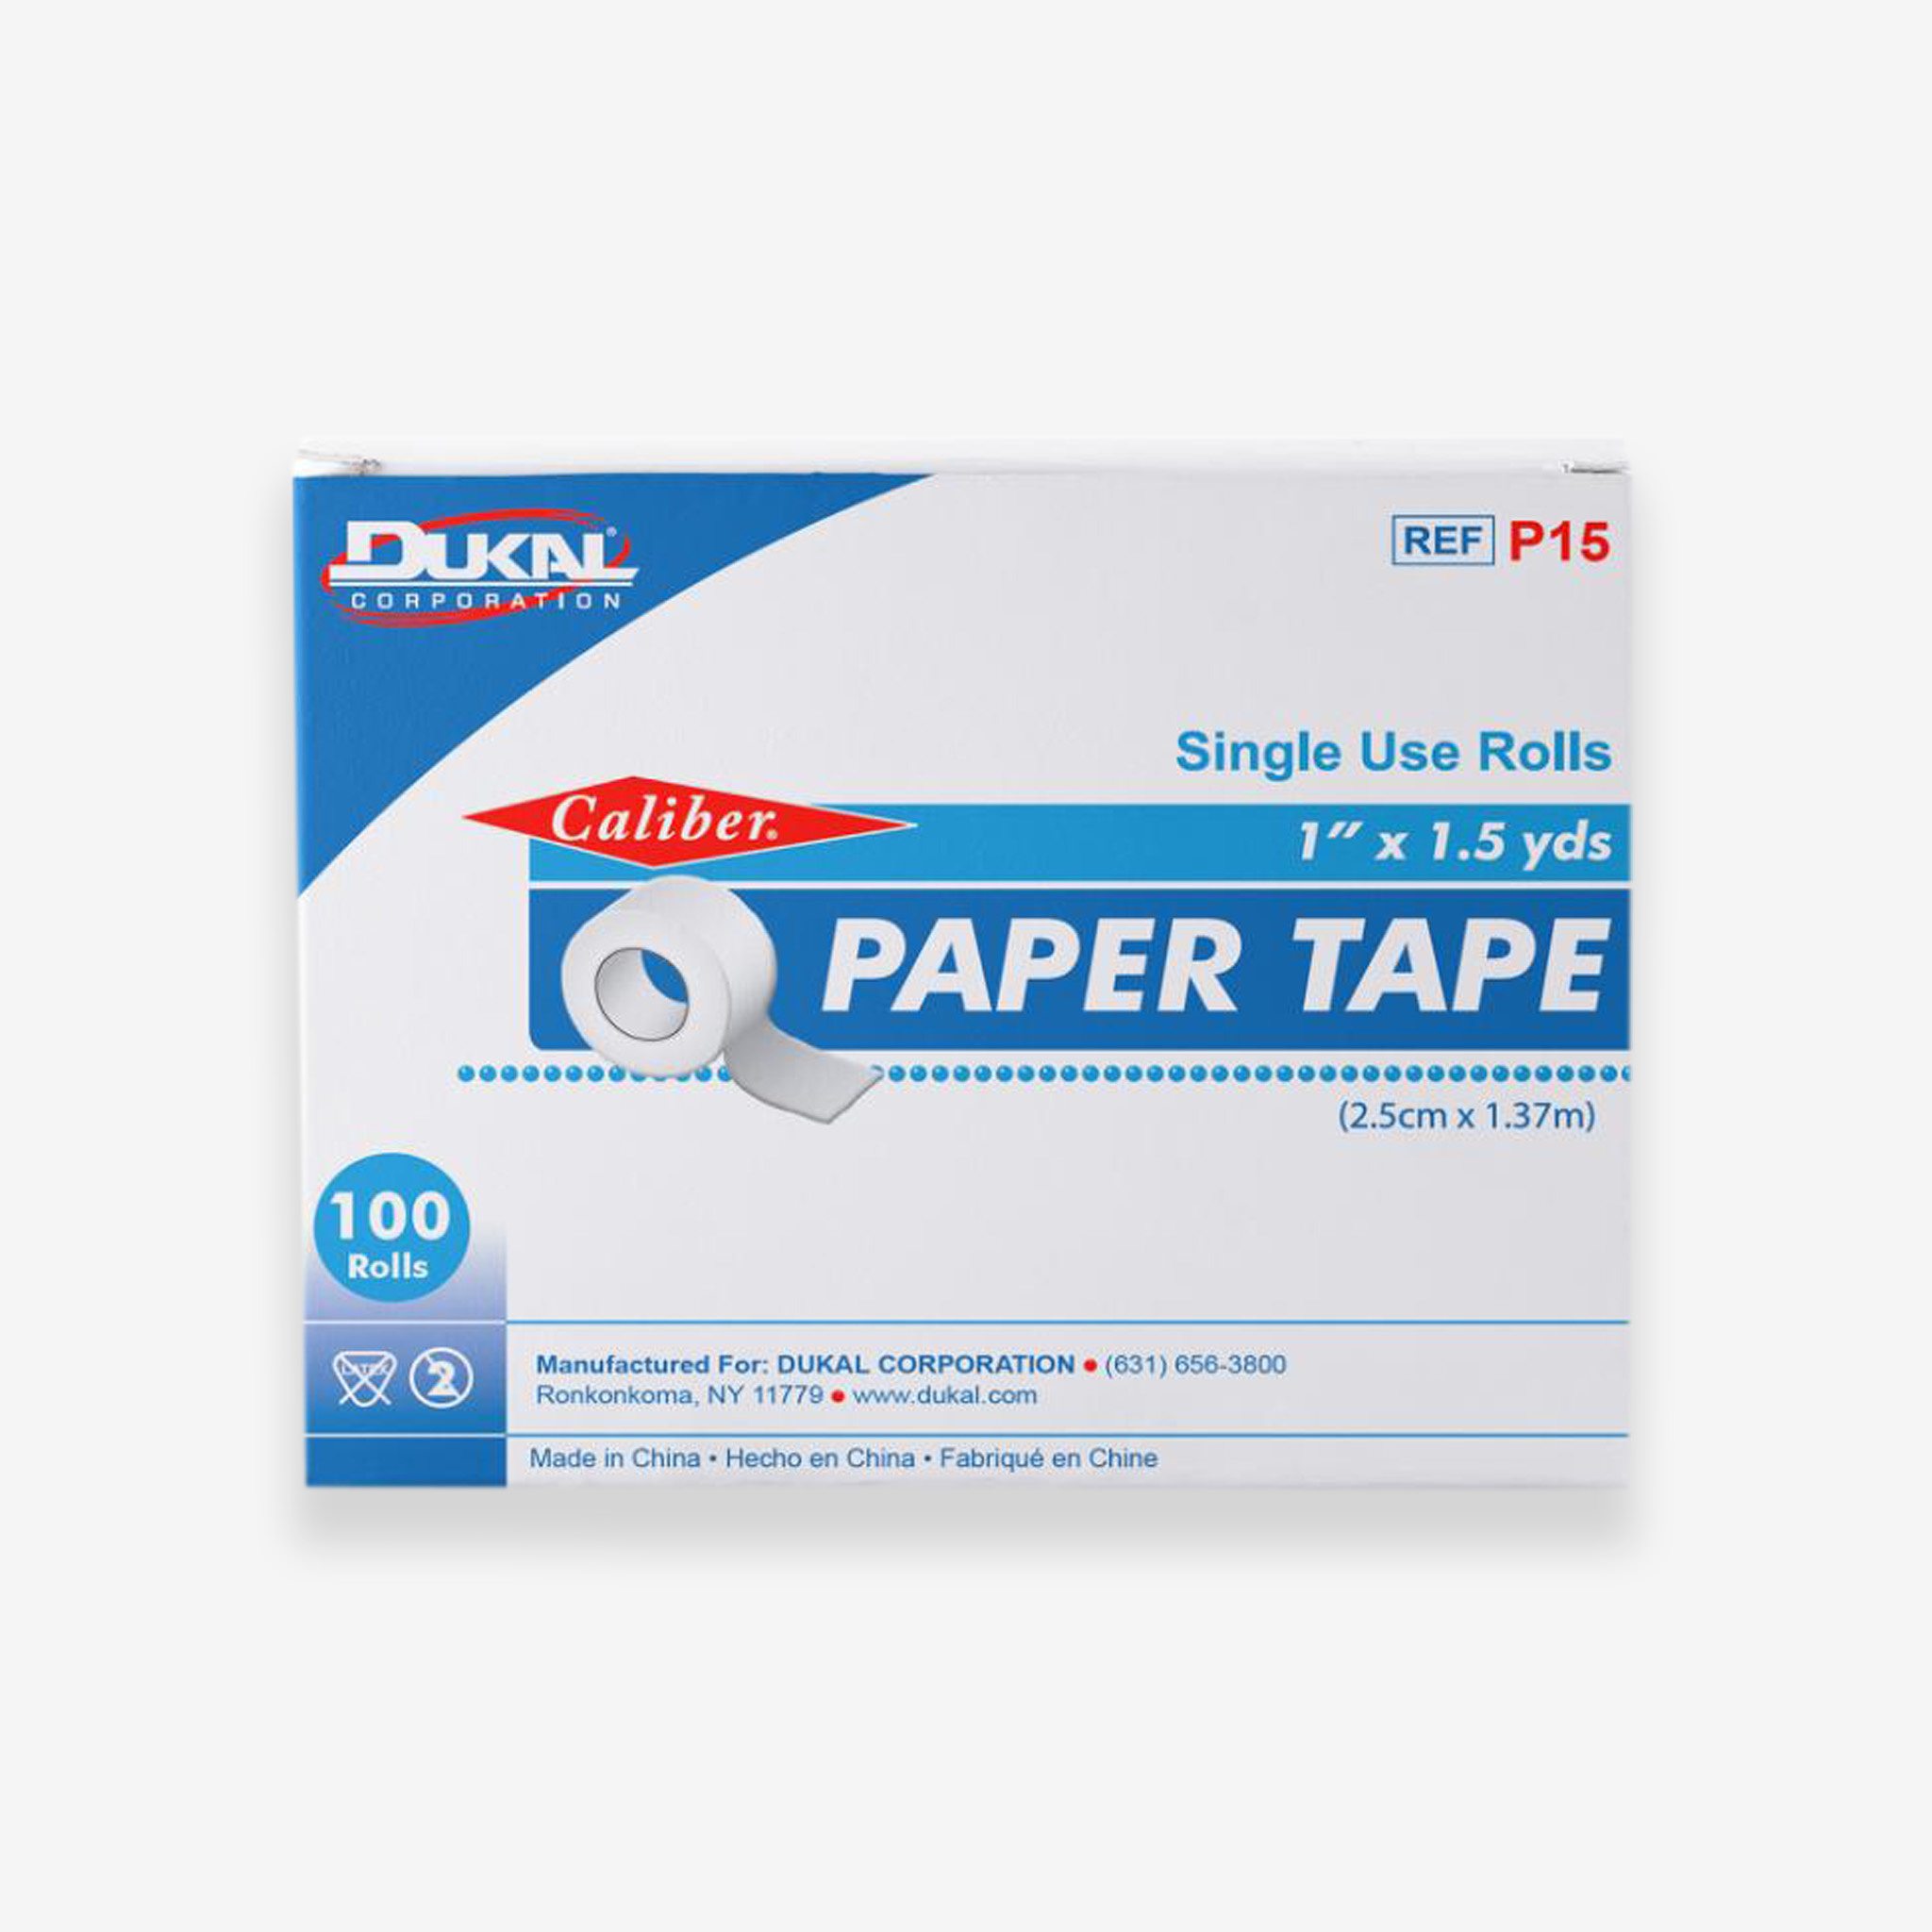 DUKAL®
CORPORATION
REF P15
Single Use Rolls
Caliber®
1" x 1.5 yds
PAPER TAPE
(2.5cm x 1.37m)
100
Rolls
LATEX
2
Manufactured For: DUKAL CORPORATION • (631) 656-3800
Ronkonkoma, NY 11779 • www.dukal.com
Made in China • Hecho en China • Fabriqué en Chine